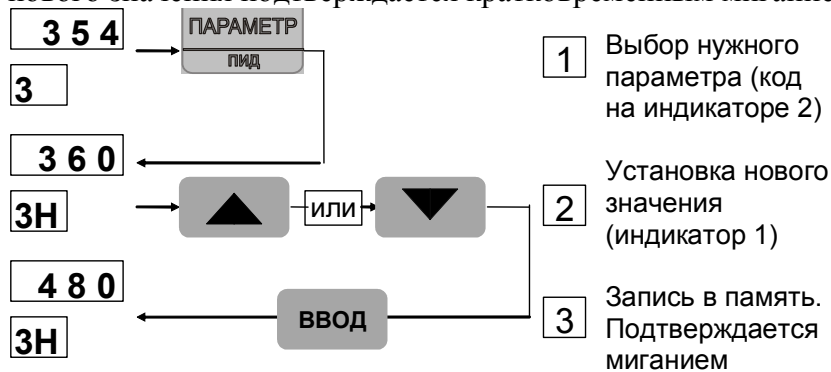 нового значения подтверждается кратковременным мигание
3 5 4
ПАРАМЕТР
ПИД
3
1
Выбор нужного
параметра (код
на индикаторе 2)
3 6 0
3Н
или
2
Установка нового
значения
(индикатор 1)
4 8 0
3Н
ВВОД
3
Запись в память.
Подтверждается
миганием